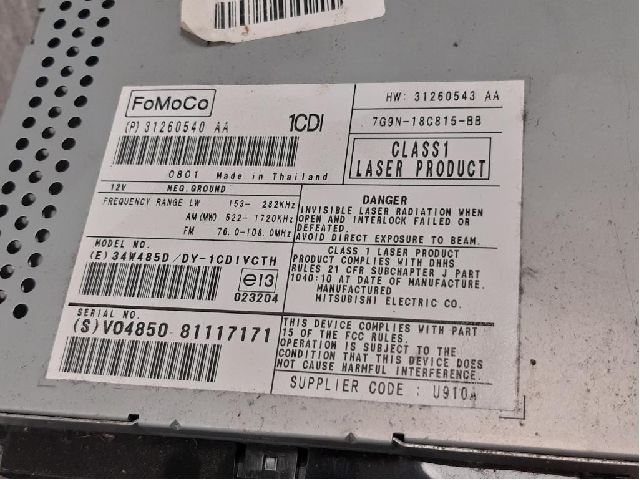 FoMoCo
(P) 31260540 AA
1CDI
0801 Made in Thailand
12V NEG.GROUND
FREQUENCY RANGE LW 153- 282KHz
AM(MW) 522- 1720KHz
FM 76.0-108.0MHz
MODEL NO.
(E) 34W485D/DY-1CDIVCTH
e13
023204
SERIAL NO.
(S)V04850-81117171
HW: 31260543 AA
7G9N-18C815-BB
CLASS1
LASER PRODUCT
DANGER
INVISIBLE LASER RADIATION WHEN
OPEN AND INTERLOCK FAILED OR
DEFEATED.
AVOID DIRECT EXPOSURE TO BEAM.
CLASS 1 LASER PRODUCT
PRODUCT COMPLIES WITH DHHS
RULES 21 CFR SUBCHAPTER J PART
1040:10 AT DATE OF MANUFACTURE.
MANUFACTURED
MITSUBISHI ELECTRIC CO.
THIS DEVICE COMPLIES WITH PART
15 OF THE FCC RULES.
OPERATION IS SUBJECT TO THE
CONDITION THAT THIS DEVICE DOES
NOT CAUSE HARMFUL INTERFERENCE.
SUPPLIER CODE : U910A